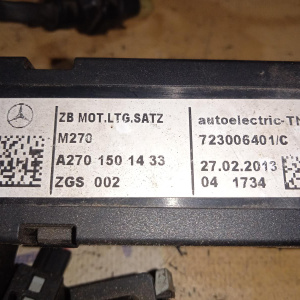 ZB MOT.LTG.SATZ
M270
A270 150 14 33
ZGS 002
autoelectric-TN
723006401/C
27.02.2013
04 1734